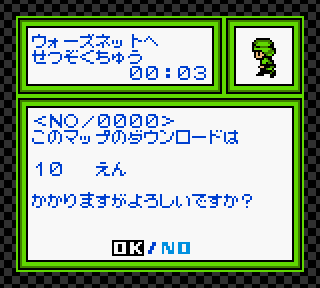 ウォーズネットへ
せつぞくちゅう
00:03
<NO/0000>
このマップのダウンロードは
10 えん
かかりますがよろしいですか?
OK/NO